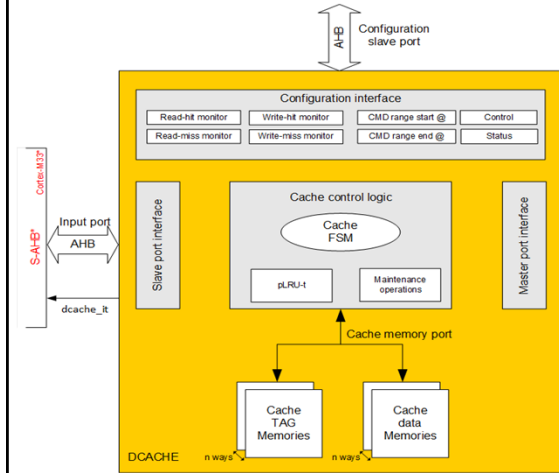 AHB
Configuration
slave port
Configuration interface
Read-hit monitor
Write-hit monitor
CMD range start @
Control
Read-miss monitor
Write-miss monitor
CMD range end @
Status
Cortex-M33*
S-AHB*
Input port
AHB
dcache_it
Slave port interface
Cache control logic
Cache
FSM
pLRU-t
Maintenance
operations
Master port interface
Cache memory port
Cache
TAG
Memories
Cache
data
Memories
DCACHE
n ways
n ways